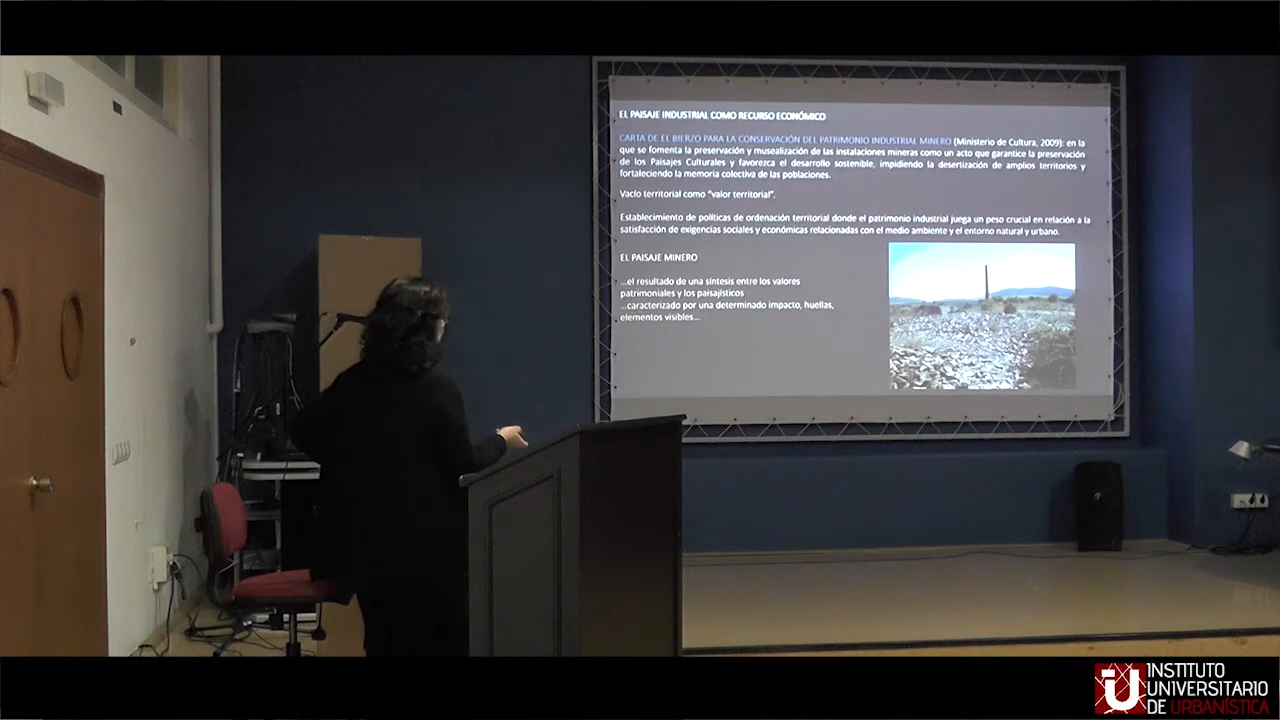 EL PAISAJE INDUSTRIAL COMO RECURSO ECONÓMICO
CARTA DE EL BIERZO PARA LA CONSERVACIÓN DEL PATRIMONIO INDUSTRIAL MINERO (Ministerio de Cultura, 2009): en la
que se fomenta la preservación y musealización de las instalaciones mineras como un acto que garantice la preservación
de los Paisajes Culturales y favorezca el desarrollo sostenible, impidiendo la desertización de amplios territorios y
fortaleciendo la memoria colectiva de las poblaciones.
Vacío territorial como "valor territorial".
Establecimiento de políticas de ordenación territorial donde el patrimonio industrial juega un peso crucial en relación a la
satisfacción de exigencias sociales y económicas relacionadas con el medio ambiente y el entorno natural y urbano.
EL PAISAJE MINERO
...el resultado de una síntesis entre los valores
patrimoniales y los paisajísticos
...caracterizado por una determinado impacto, huellas,
elementos visibles...
iU INSTITUTO
UNIVERSITARIO
DE URBANÍSTICA